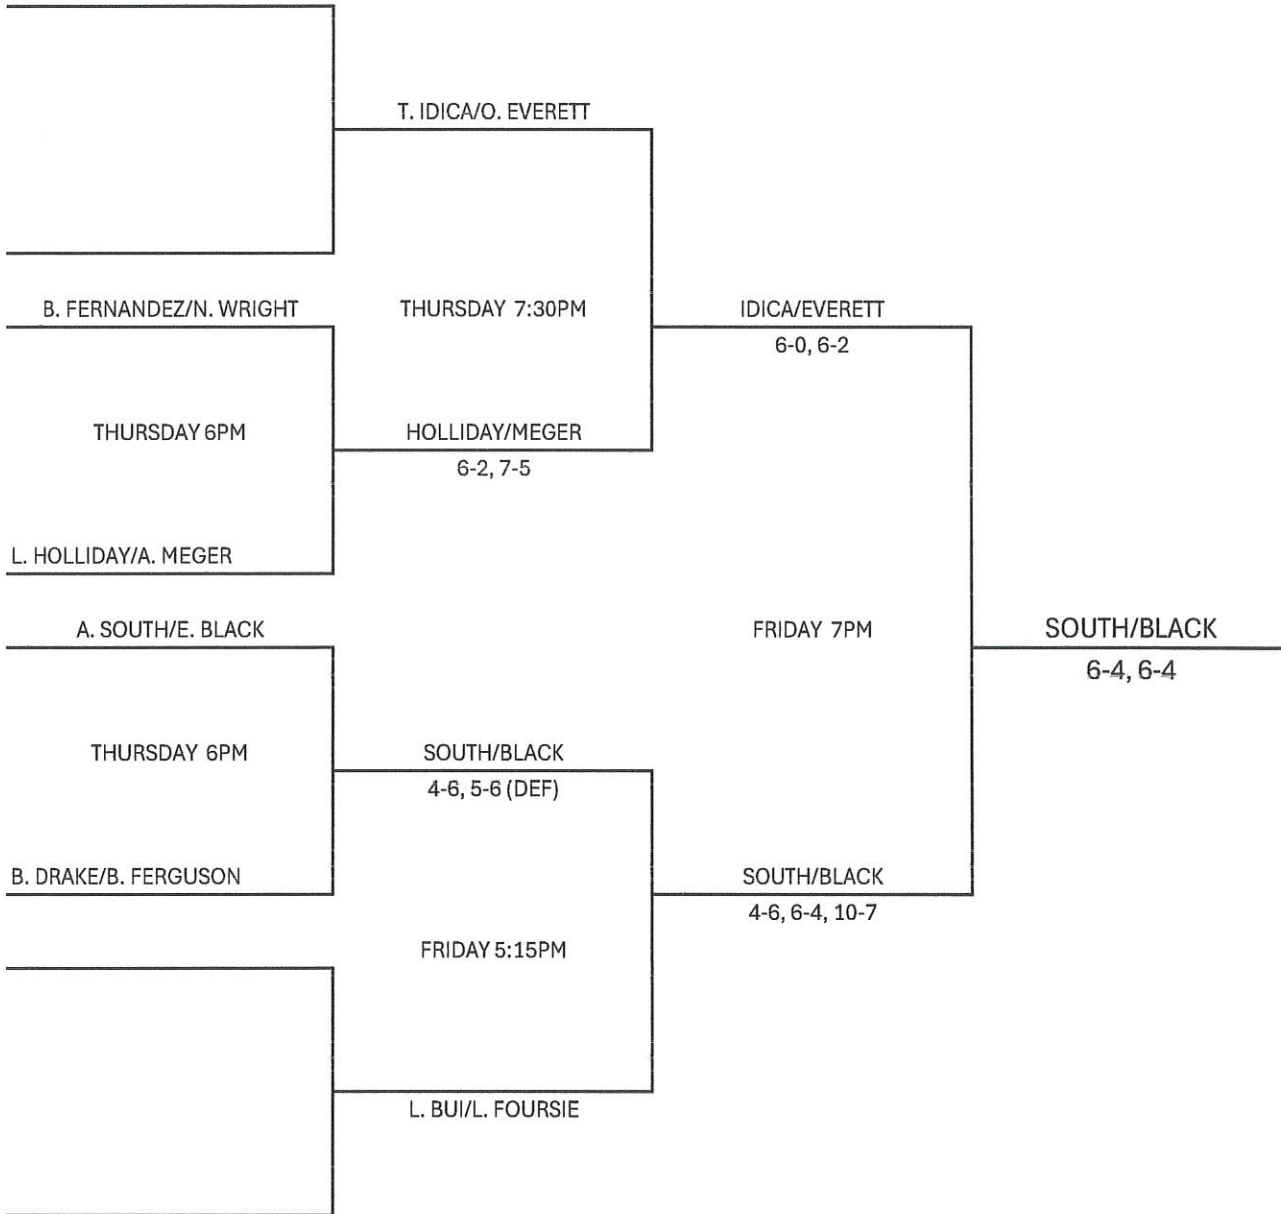 T. IDICA/O. EVERETT
B. FERNANDEZ/N. WRIGHT
THURSDAY 7:30PM
IDICA/EVERETT
6-0, 6-2
THURSDAY 6PM
HOLLIDAY/MEGER
6-2, 7-5
L. HOLLIDAY/A. MEGER
A. SOUTH/E. BLACK
FRIDAY 7PM
SOUTH/BLACK
6-4, 6-4
THURSDAY 6PM
SOUTH/BLACK
4-6, 5-6 (DEF)
B. DRAKE/B. FERGUSON
SOUTH/BLACK
4-6, 6-4, 10-7
FRIDAY 5:15PM
L. BUI/L. FOURSIE